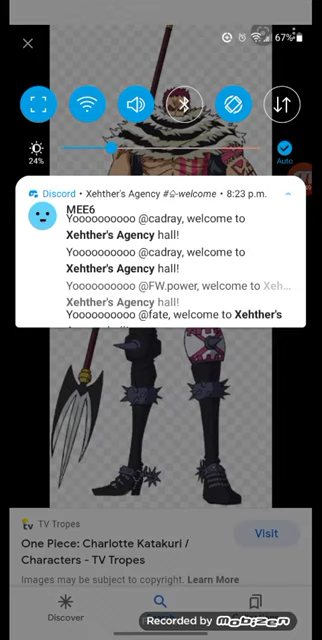 67%
24%
Auto
Discord • Xehther's Agency #⌂-welcome • 8:23 p.m.
MEE6
Yoooooooooo @cadray, welcome to
Xehther's Agency hall!
Yoooooooooo @cadray, welcome to
Xehther's Agency hall!
Yoooooooooo @FW.power, welcome to Xeh...
Xehther's Agency hall!
Yoooooooooo @fate, welcome to Xehther's
tv
TV Tropes
Visit
One Piece: Charlotte Katakuri /
Characters - TV Tropes
Images may be subject to copyright. Learn More
Discover
Recorded by mobizen